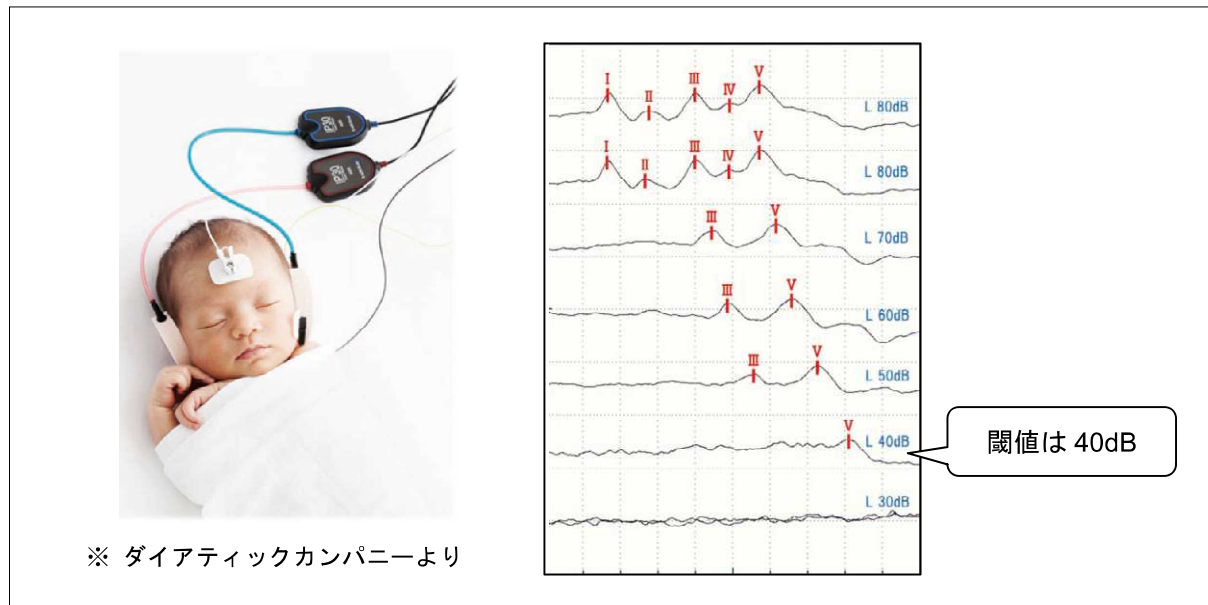 I II III IV V
L 80dB
I II III IV V
L 80dB
III V
L 70dB
III V
L 60dB
III V
L 50dB
V
L 40dB
閾値は 40dB
L 30dB
※ ダイアティックカンパニーより